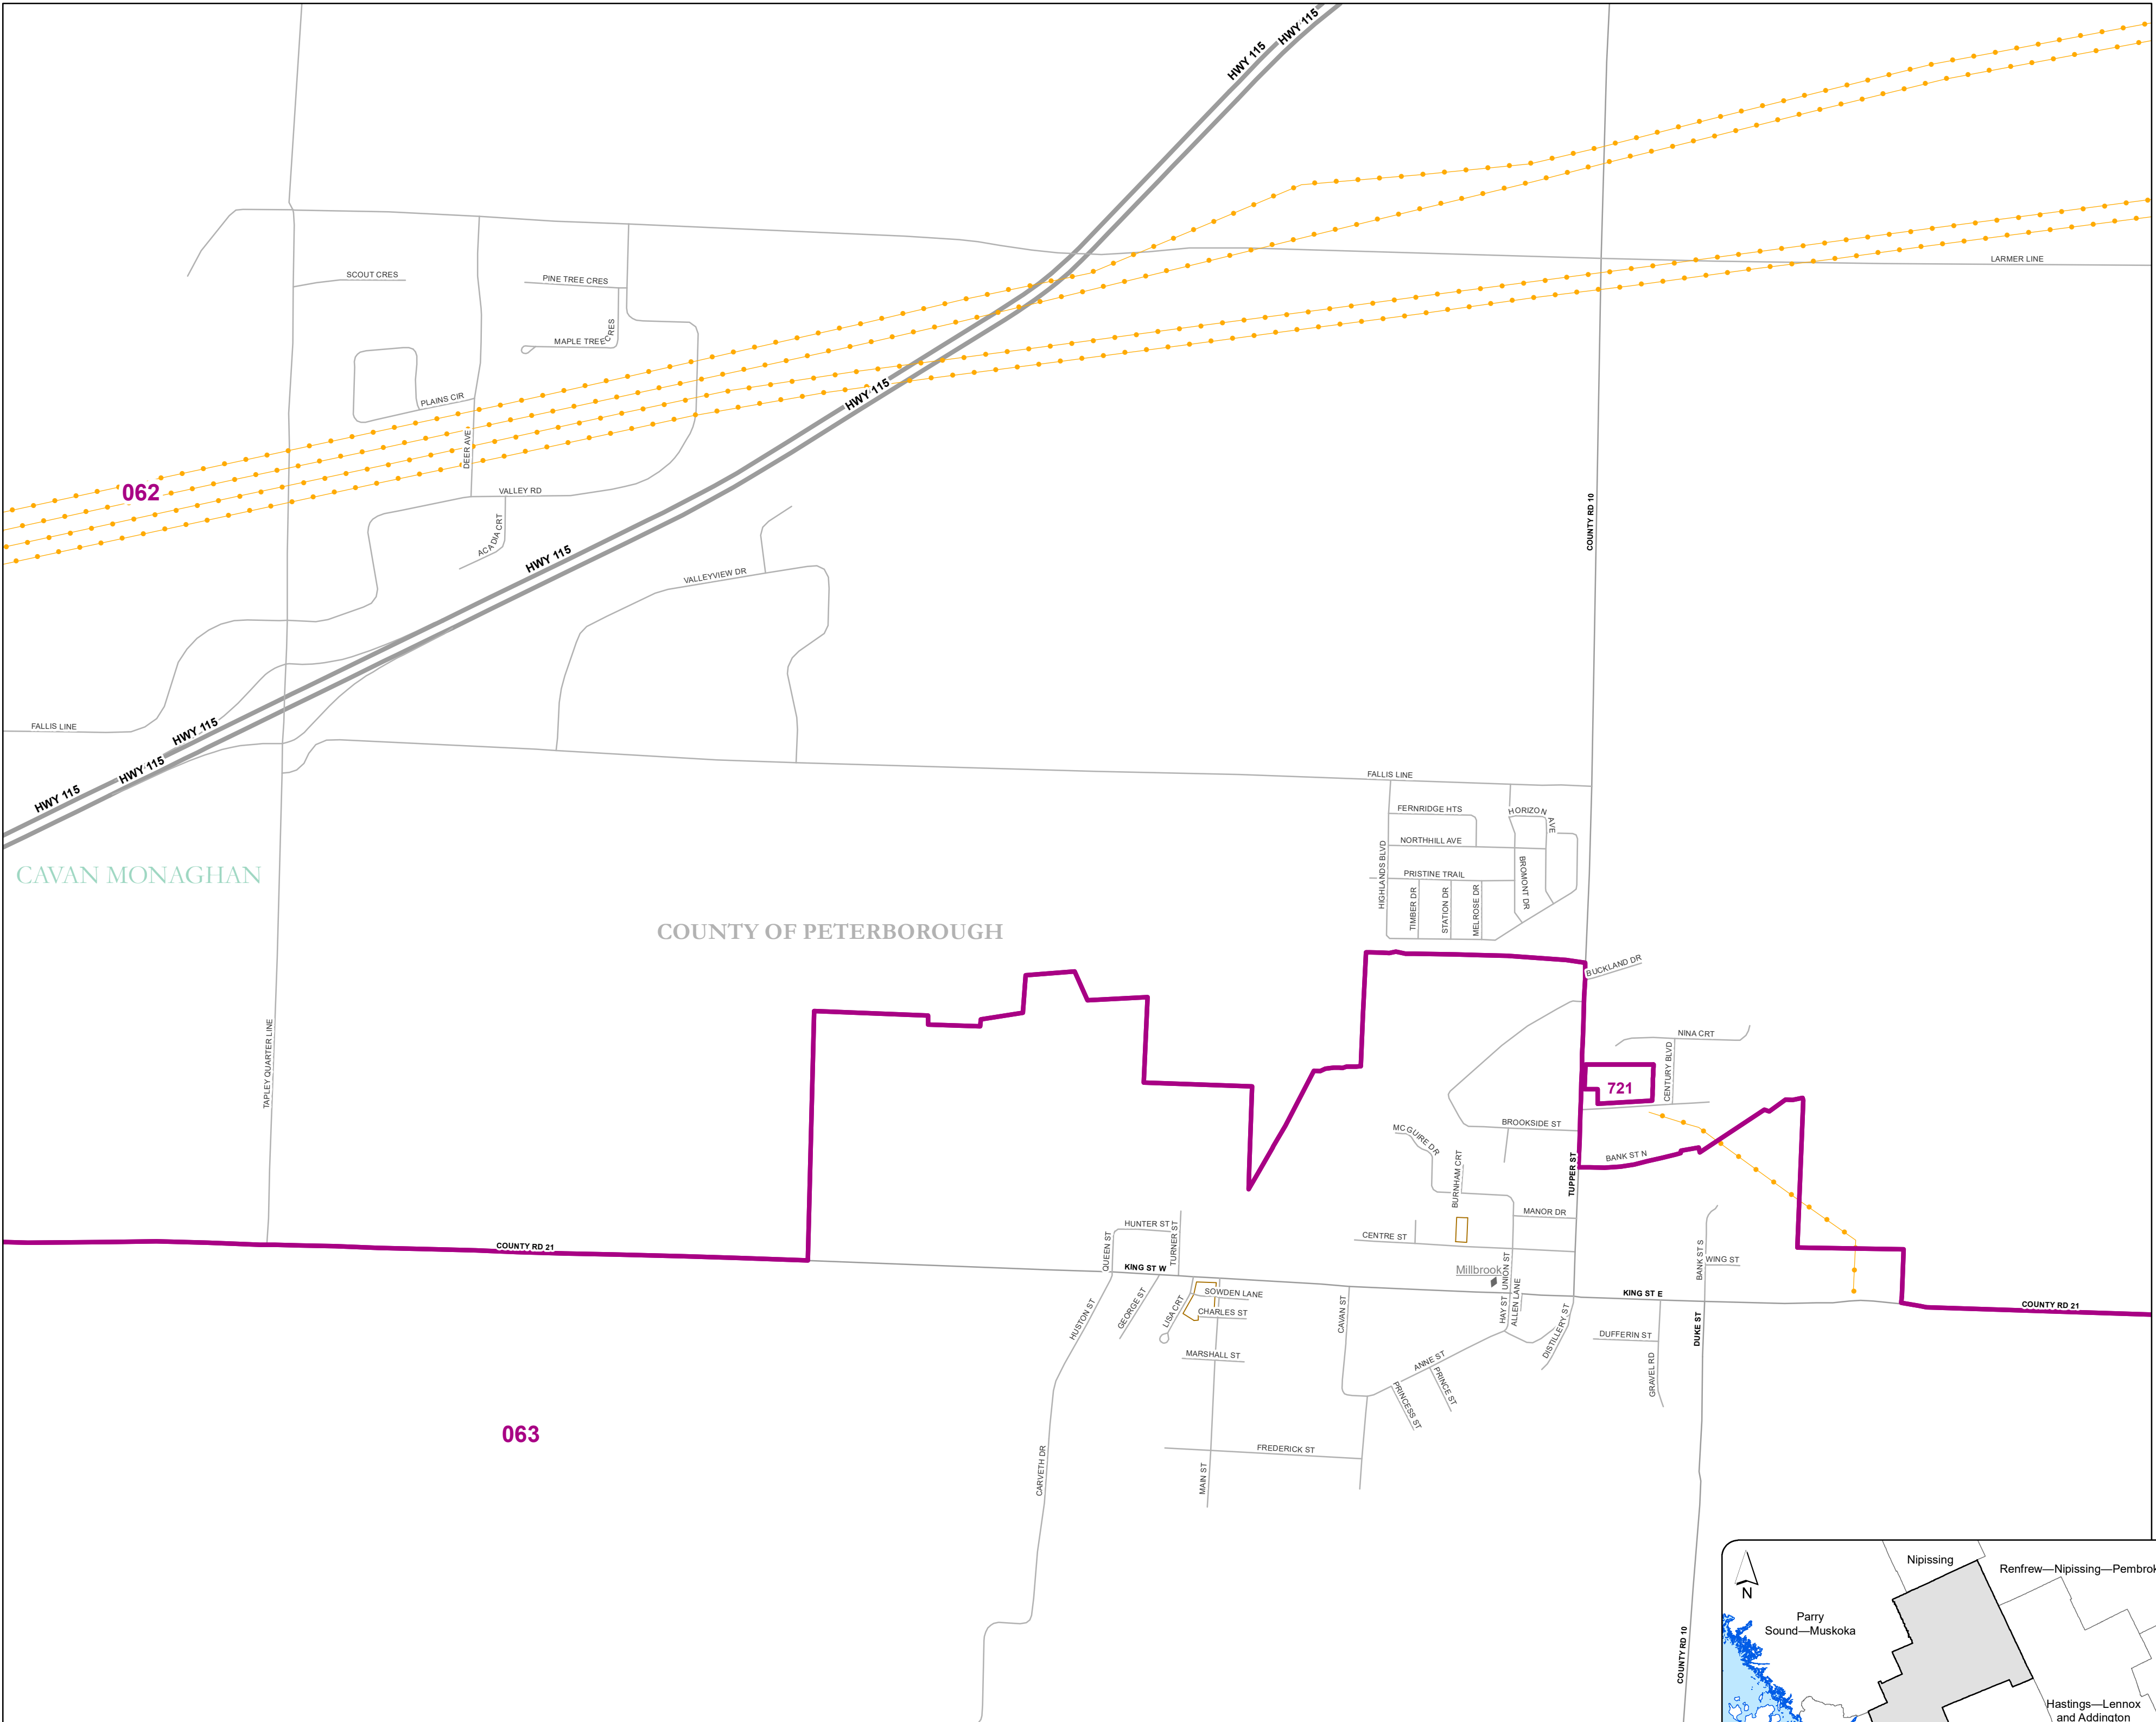 HWY 115
HWY 115
LARMER LINE
SCOUT CRES
PINE TREE CRES
MAPLE TREE CRES
HWY 115
PLAINS CIR
DEER AVE
062
VALLEY RD
ACADIA CRT
COUNTY RD 10
HWY 115
VALLEYVIEW DR
FALLIS LINE
HWY 115
HWY 115
HWY 115
FALLIS LINE
FERNRIDGE HTS
HORIZON AVE
NORTHHILL AVE
HIGHLANDS BLVD
PRISTINE TRAIL
BROMONT DR
TIMBER DR
STATION DR
MELROSE DR
CAVAN MONAGHAN
COUNTY OF PETERBOROUGH
BUCKLAND DR
NINA CRT
CENTURY BLVD
TAPLEY QUARTER LINE
721
BROOKSIDE ST
MCGUIRE DR
BURNHAM CRT
TUPPER ST
BANK ST N
MANOR DR
HUNTER ST
TURNER ST
QUEEN ST
CENTRE ST
COUNTY RD 21
KING ST W
Millbrook
UNION ST
BANK ST S
WING ST
SOWDEN LANE
CHARLES ST
LISA CRT
GEORGE ST
HUSTON ST
CAVAN ST
HAY ST
ALLEN LANE
KING ST E
COUNTY RD 21
DISTILLERY ST
DUFFERIN ST
DUKE ST
GRAVEL RD
MARSHALL ST
ANNE ST
PRINCE ST
PRINCESS ST
063
FREDERICK ST
MAIN ST
CARVETH DR
COUNTY RD 10
N
Nipissing
Renfrew—Nipissing—Pembrok
Parry
Sound—Muskoka
Hastings—Lennox
and Addington